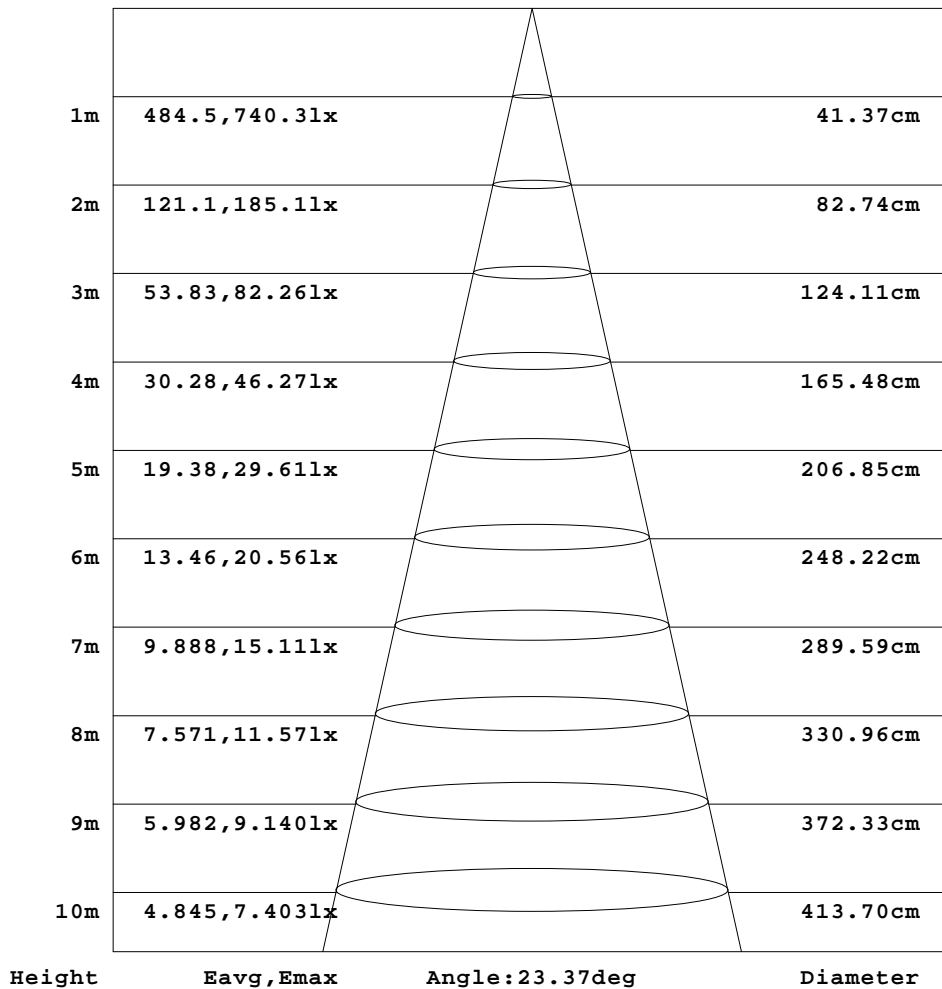 1m 484.5,740.3lx 41.37cm
2m 121.1,185.1lx 82.74cm
3m 53.83,82.26lx 124.11cm
4m 30.28,46.27lx 165.48cm
5m 19.38,29.61lx 206.85cm
6m 13.46,20.56lx 248.22cm
7m 9.888,15.11lx 289.59cm
8m 7.571,11.57lx 330.96cm
9m 5.982,9.140lx 372.33cm
10m 4.845,7.403lx 413.70cm
Height Eavg,Emax Angle:23.37deg Diameter